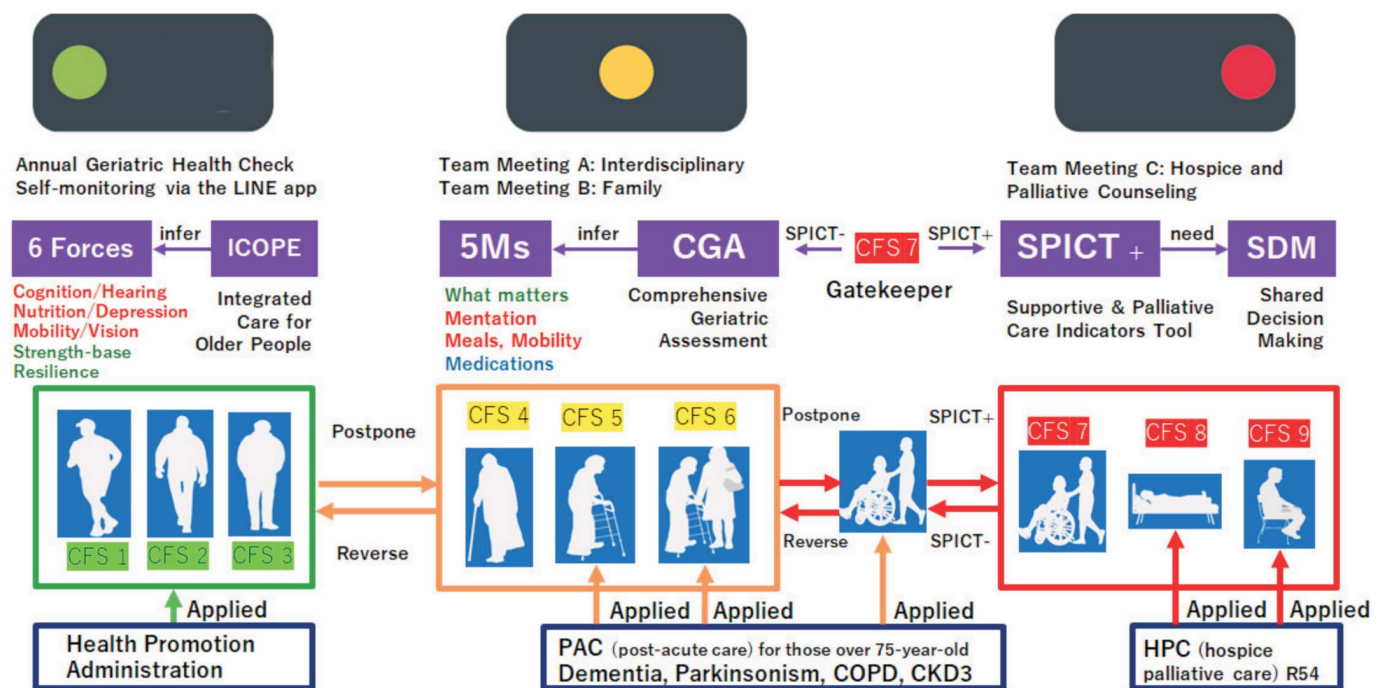 Annual Geriatric Health Check
Self-monitoring via the LINE app
Team Meeting A: Interdisciplinary
Team Meeting B: Family
Team Meeting C: Hospice and
Palliative Counseling
6 Forces
infer
ICOPE
5Ms
infer
CGA
SPICT-
CFS 7
SPICT+
SPICT +
need
SDM
Cognition/Hearing
Nutrition/Depression
Mobility/Vision
Strength-base
Resilience
Integrated
Care for
Older People
What matters
Mentation
Meals, Mobility
Medications
Comprehensive
Geriatric
Assessment
Gatekeeper
Supportive & Palliative
Care Indicators Tool
Shared
Decision
Making
CFS 1
CFS 2
CFS 3
Postpone
Reverse
CFS 4
CFS 5
CFS 6
Postpone
Reverse
SPICT+
SPICT-
CFS 7
CFS 8
CFS 9
Applied
Applied
Applied
Applied
Applied
Applied
Health Promotion
Administration
PAC (post-acute care) for those over 75-year-old
Dementia, Parkinsonism, COPD, CKD3
HPC (hospice
palliative care) R54